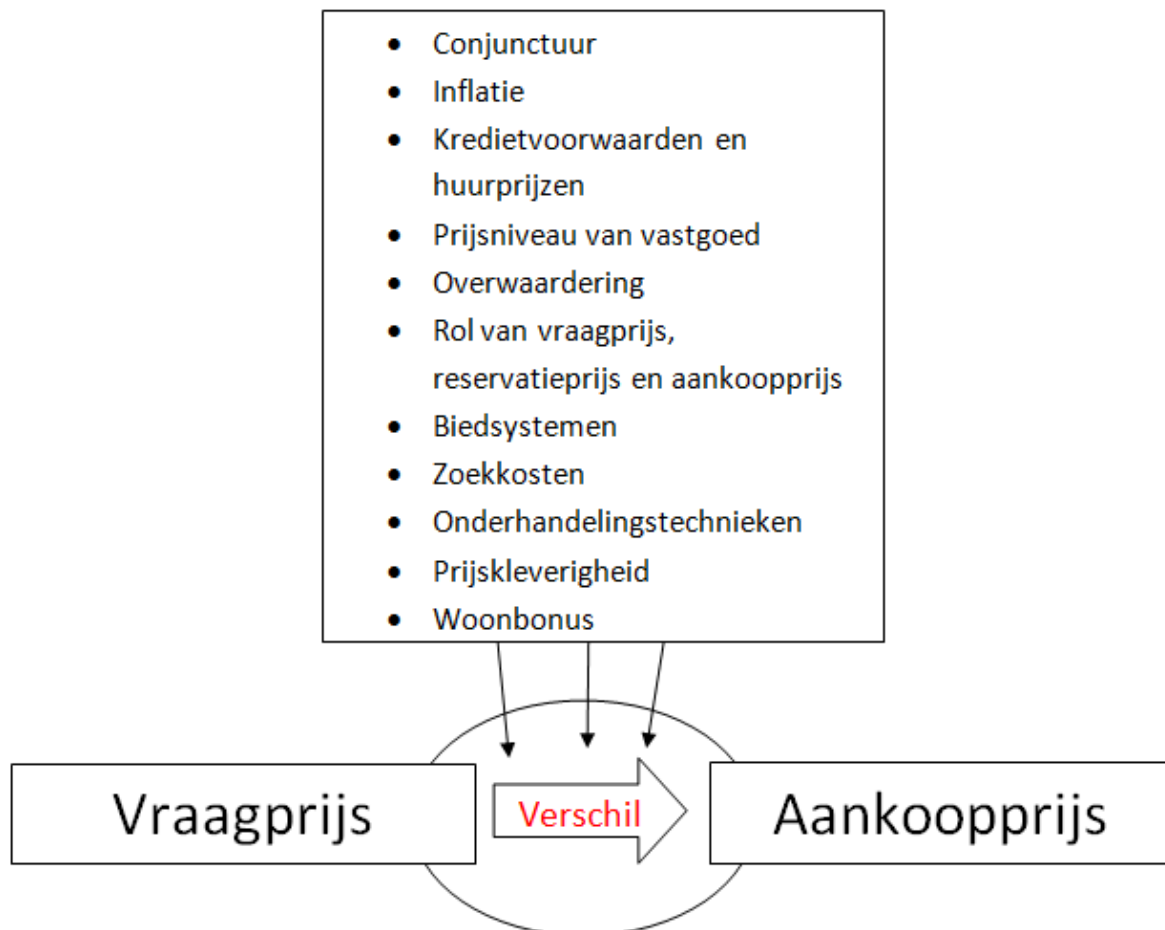 • Conjunctuur
• Inflatie
• Kredietvoorwaarden en
huurprijzen
• Prijsniveau van vastgoed
• Overwaardering
• Rol van vraagprijs,
reservatieprijs en aankoopprijs
• Biedsystemen
• Zoekkosten
• Onderhandelingstechnieken
• Prijskleverigheid
• Woonbonus
Vraagprijs
Verschil
Aankoopprijs